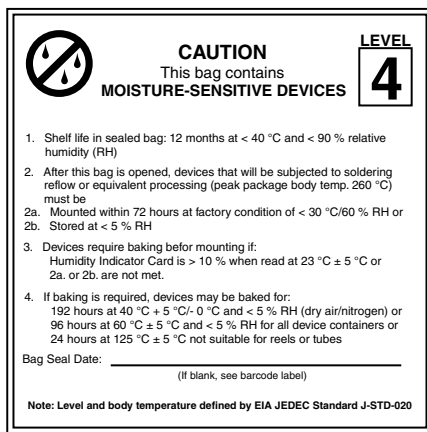 LEVEL
CAUTION
This bag contains
MOISTURE-SENSITIVE DEVICES
4
1. Shelf life in sealed bag: 12 months at < 40 °C and < 90 % relative
humidity (RH)
2. After this bag is opened, devices that will be subjected to soldering
reflow or equivalent processing (peak package body temp. 260 °C)
must be
2a. Mounted within 72 hours at factory condition of < 30 °C/60 % RH or
2b. Stored at < 5 % RH
3. Devices require baking befor mounting if:
Humidity Indicator Card is > 10 % when read at 23 °C ± 5 °C or
2a. or 2b. are not met.
4. If baking is required, devices may be baked for:
192 hours at 40 °C + 5 °C/- 0 °C and < 5 % RH (dry air/nitrogen) or
96 hours at 60 °C ± 5 °C and < 5 % RH for all device containers or
24 hours at 125 °C ± 5 °C not suitable for reels or tubes
Bag Seal Date:
(If blank, see barcode label)
Note: Level and body temperature defined by EIA JEDEC Standard J-STD-020